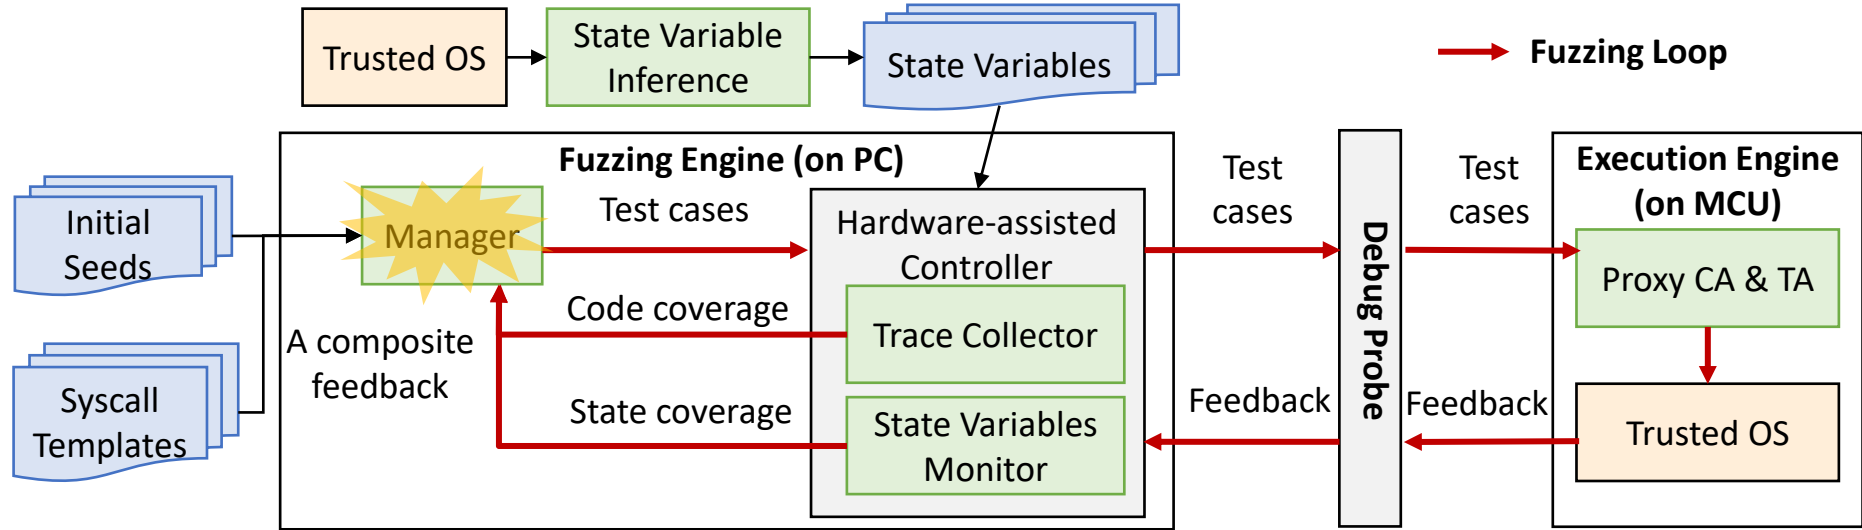 Trusted OS
State Variable
Inference
State Variables
Fuzzing Loop
Initial
Seeds
Syscall
Templates
Fuzzing Engine (on PC)
Manager
Test cases
Code coverage
A composite
feedback
State coverage
Hardware-assisted
Controller
Trace Collector
State Variables
Monitor
Test
cases
Feedback
Debug Probe
Test
cases
Feedback
Execution Engine
(on MCU)
Proxy CA & TA
Trusted OS